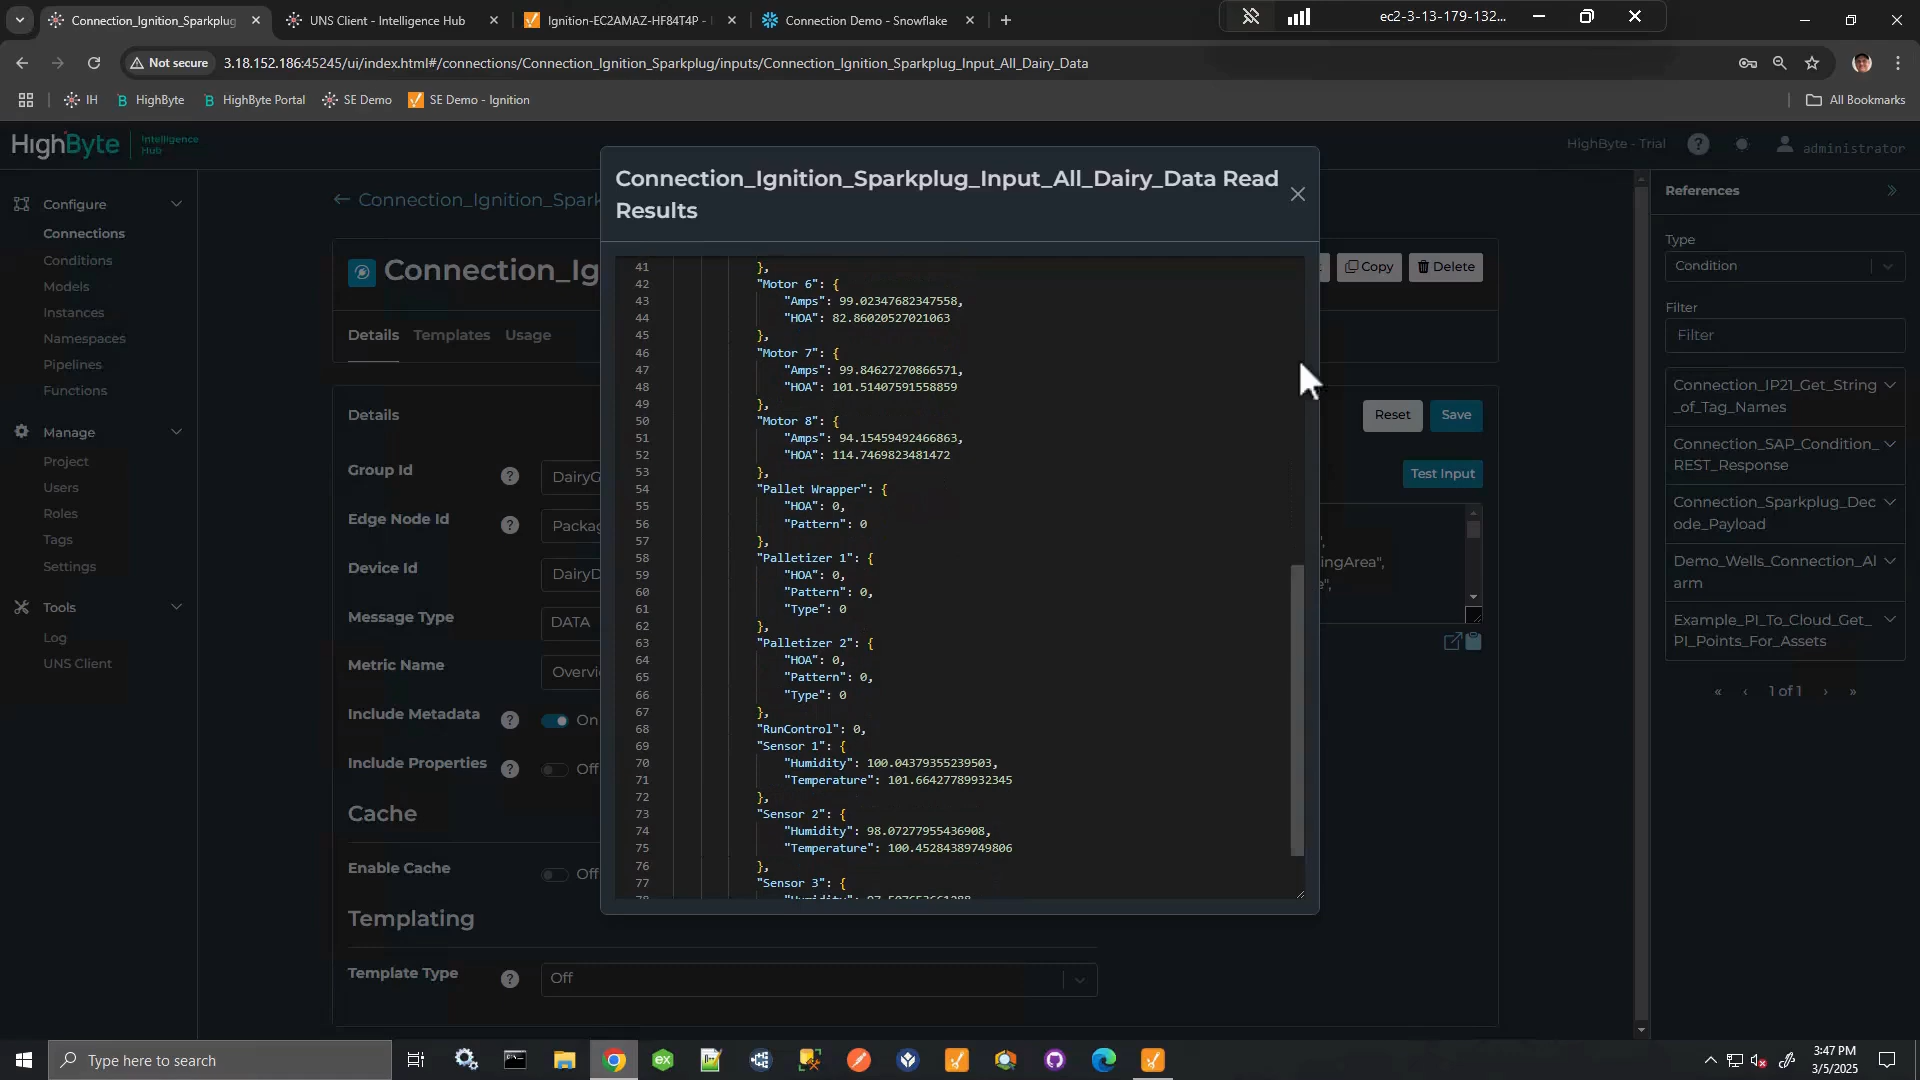 Connection_Ignition_Sparkplug
UNS Client - Intelligence Hub
Ignition-EC2AMAZ-HF84T4P -
Connection Demo - Snowflake
ec2-3-13-179-132...
Not secure
3.18.152.186:45245/ui/index.html#/connections/Connection_Ignition_Sparkplug/inputs/Connection_Ignition_Sparkplug_Input_All_Dairy_Data
IH
HighByte
HighByte Portal
SE Demo
SE Demo - Ignition
All Bookmarks
HighByte
Intelligence
Hub
HighByte - Trial
administrator
Configure
Connections
Conditions
Models
Instances
Namespaces
Pipelines
Functions
Manage
Project
Users
Roles
Tags
Settings
Tools
Log
UNS Client
Connection_Ignition_Spark
Connection_Ig
Copy
Delete
Details
Templates
Usage
Details
Reset
Save
Test Input
Group Id
DairyG
Edge Node Id
Packag
Device Id
DairyD
Message Type
DATA
Metric Name
Overvi
Include Metadata
On
Include Properties
Off
Cache
Enable Cache
Off
Templating
Template Type
Off
ingArea",
Connection_Ignition_Sparkplug_Input_All_Dairy_Data Read
Results
41 },
42 "Motor 6": {
43 "Amps": 99.02347682347558,
44 "HOA": 82.86020527021063
45 },
46 "Motor 7": {
47 "Amps": 99.84627270866571,
48 "HOA": 101.51407591558859
49 },
50 "Motor 8": {
51 "Amps": 94.15459492466863,
52 "HOA": 114.7469823481472
53 },
54 "Pallet Wrapper": {
55 "HOA": 0,
56 "Pattern": 0
57 },
58 "Palletizer 1": {
59 "HOA": 0,
60 "Pattern": 0,
61 "Type": 0
62 },
63 "Palletizer 2": {
64 "HOA": 0,
65 "Pattern": 0,
66 "Type": 0
67 },
68 "RunControl": 0,
69 "Sensor 1": {
70 "Humidity": 100.04379355239503,
71 "Temperature": 101.66427789932345
72 },
73 "Sensor 2": {
74 "Humidity": 98.07277955436908,
75 "Temperature": 100.45284389749806
76 },
77 "Sensor 3": {
References
Type
Condition
Filter
Filter
Connection_IP21_Get_String
_of_Tag_Names
Connection_SAP_Condition_
REST_Response
Connection_Sparkplug_Dec
ode_Payload
Demo_Wells_Connection_Al
arm
Example_PI_To_Cloud_Get_
PI_Points_For_Assets
« ‹ 1 of 1 › »
Type here to search
3:47 PM
3/5/2025